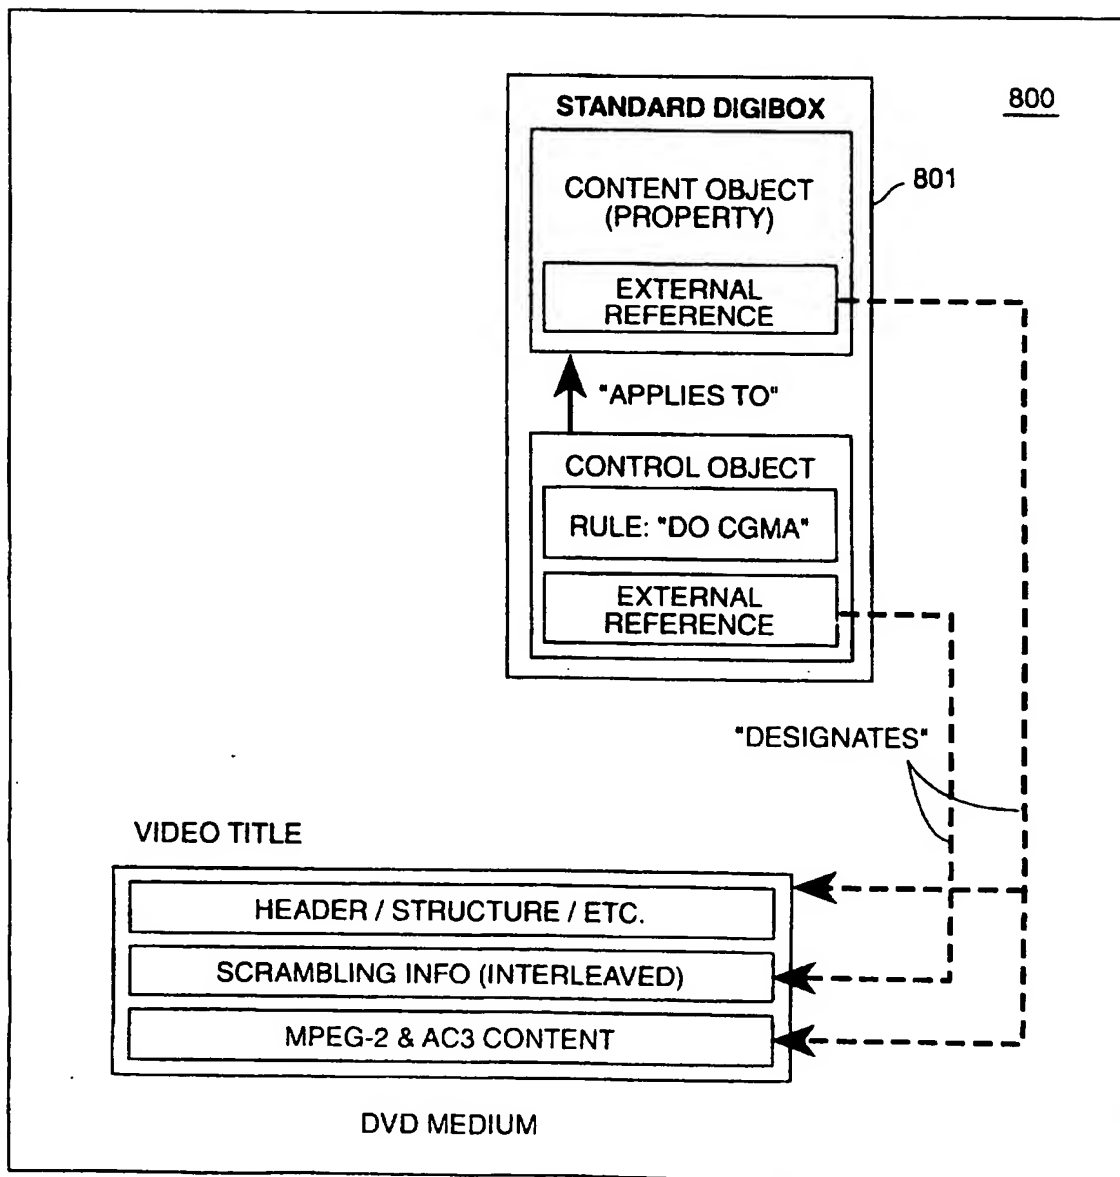 800
STANDARD DIGIBOX
801
CONTENT OBJECT
(PROPERTY)
EXTERNAL
REFERENCE
"APPLIES TO"
CONTROL OBJECT
RULE: "DO CGMA"
EXTERNAL
REFERENCE
"DESIGNATES"
VIDEO TITLE
HEADER / STRUCTURE / ETC.
SCRAMBLING INFO (INTERLEAVED)
MPEG-2 & AC3 CONTENT
DVD MEDIUM